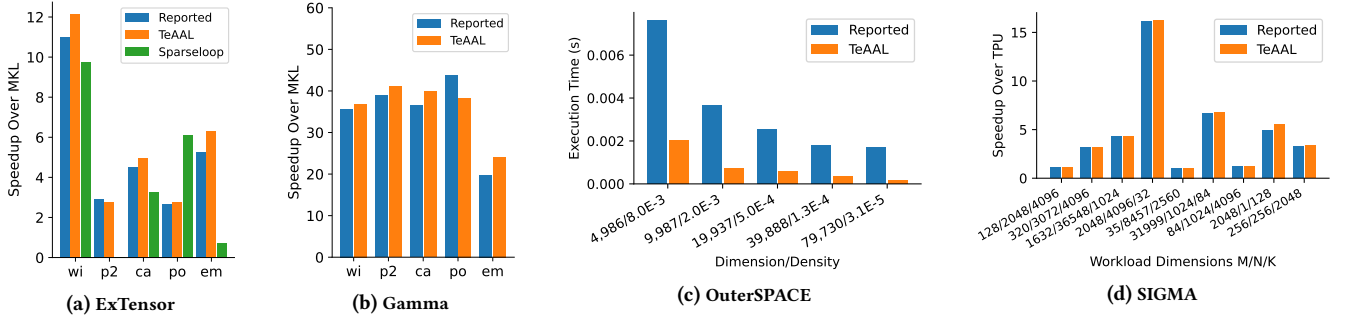 Speedup Over MKL
12
10
8
6
4
2
0
Reported
TeAAL
Sparseloop
wi p2 ca po em
(a) ExTensor
Speedup Over MKL
60
50
40
30
20
10
0
Reported
TeAAL
wi p2 ca po em
(b) Gamma
Execution Time (s)
0.006
0.004
0.002
0.000
Reported
TeAAL
4,986/8.0E-3
9,987/2.0E-3
19,937/5.0E-4
39,888/1.3E-4
79,730/3.1E-5
Dimension/Density
(c) OuterSPACE
Speedup Over TPU
15
10
5
0
Reported
TeAAL
128/2048/4096
320/3072/4096
1632/36548/1024
2048/4096/32
35/8457/2560
31999/1024/84
84/1024/4096
2048/1/128
256/256/2048
Workload Dimensions M/N/K
(d) SIGMA